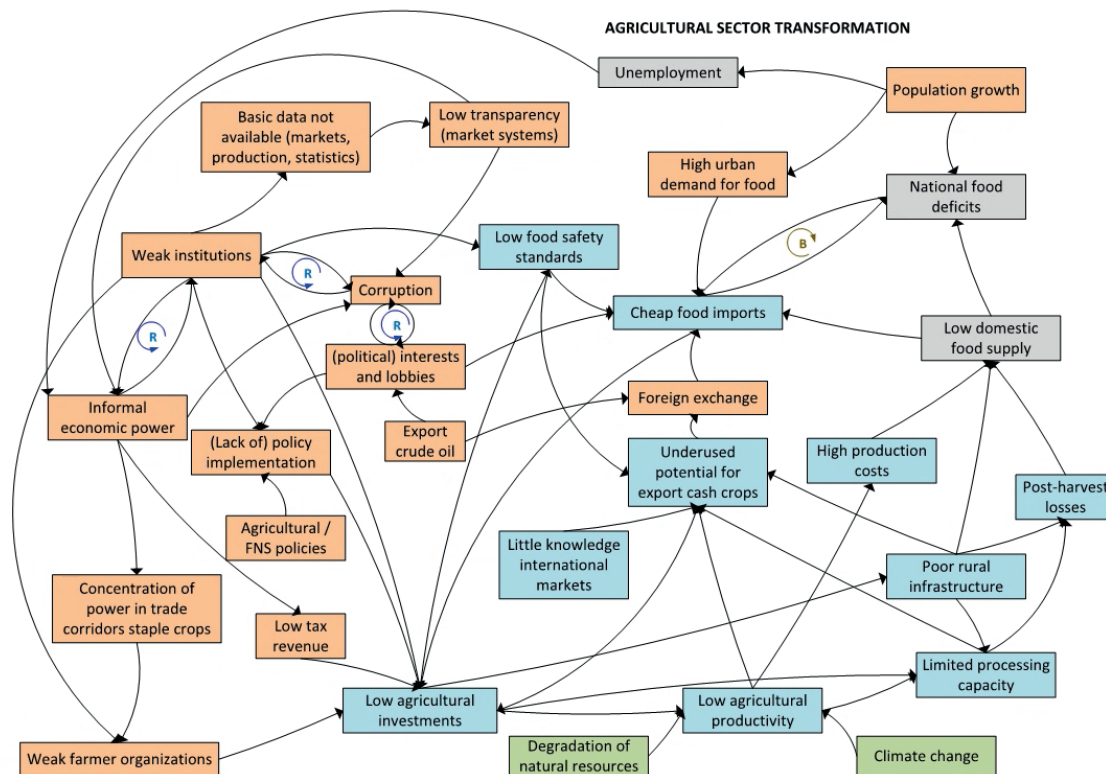 AGRICULTURAL SECTOR TRANSFORMATION
Unemployment
Population growth
Basic data not
available (markets,
production, statistics)
Low transparency
(market systems)
High urban
demand for food
National food
deficits
Weak institutions
Low food safety
standards
B
R
Corruption
Cheap food imports
R
R
(political) interests
and lobbies
Low domestic
food supply
Informal
economic power
Foreign exchange
(Lack of) policy
implementation
Export
crude oil
Underused
potential for
export cash crops
High production
costs
Post-harvest
losses
Agricultural /
FNS policies
Little knowledge
international
markets
Poor rural
infrastructure
Concentration of
power in trade
corridors staple crops
Low tax
revenue
Limited processing
capacity
Low agricultural
investments
Low agricultural
productivity
Weak farmer organizations
Degradation of
natural resources
Climate change